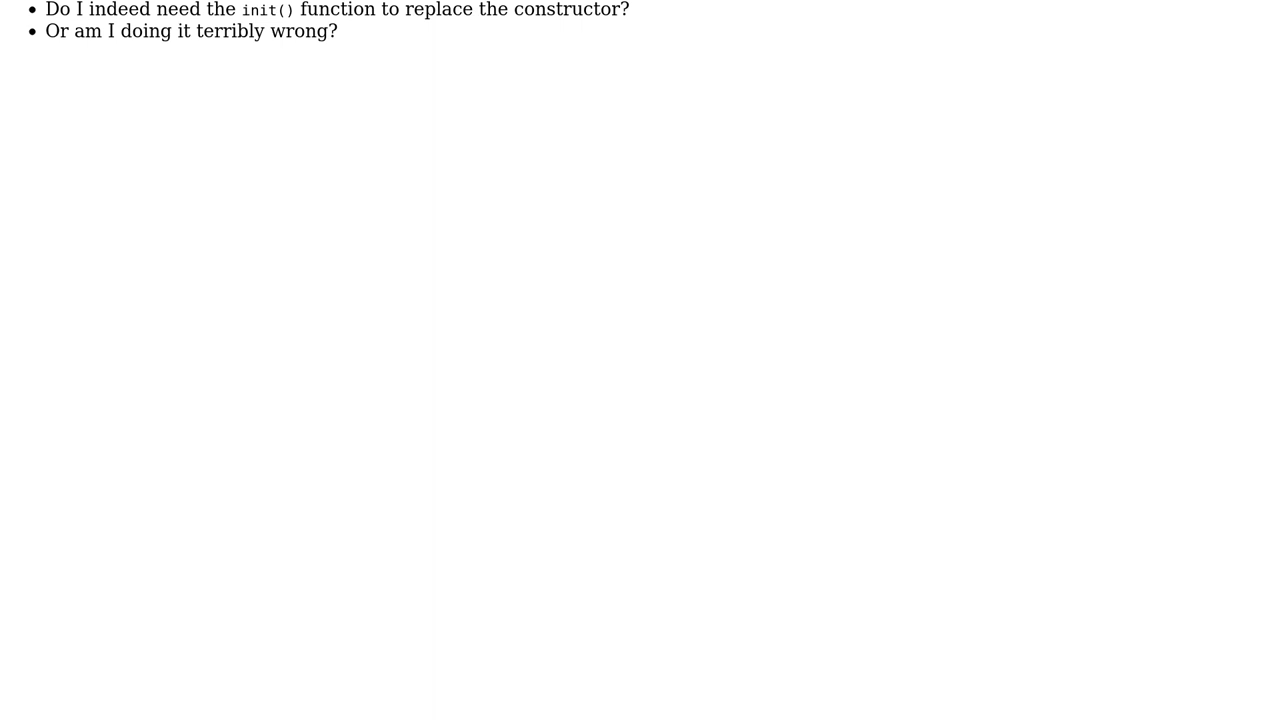 • Do I indeed need the init() function to replace the constructor?
• Or am I doing it terribly wrong?